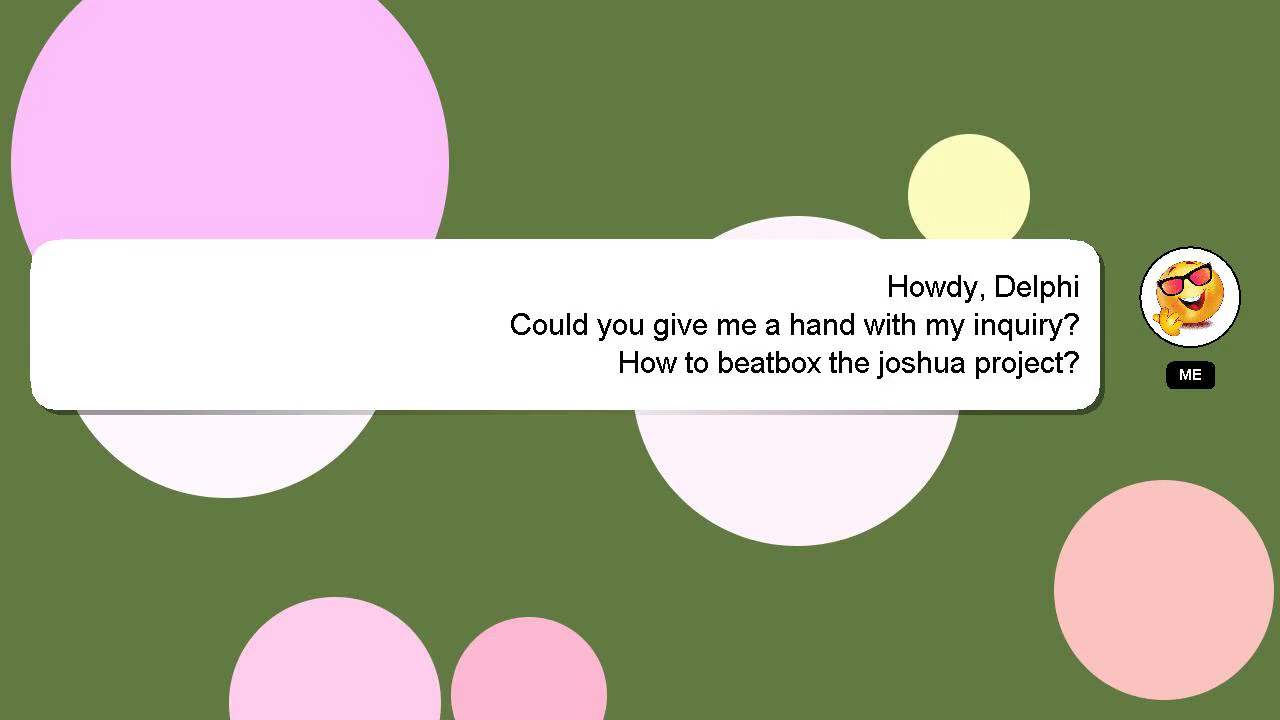 Howdy, Delphi
Could you give me a hand with my inquiry?
How to beatbox the joshua project?
ME